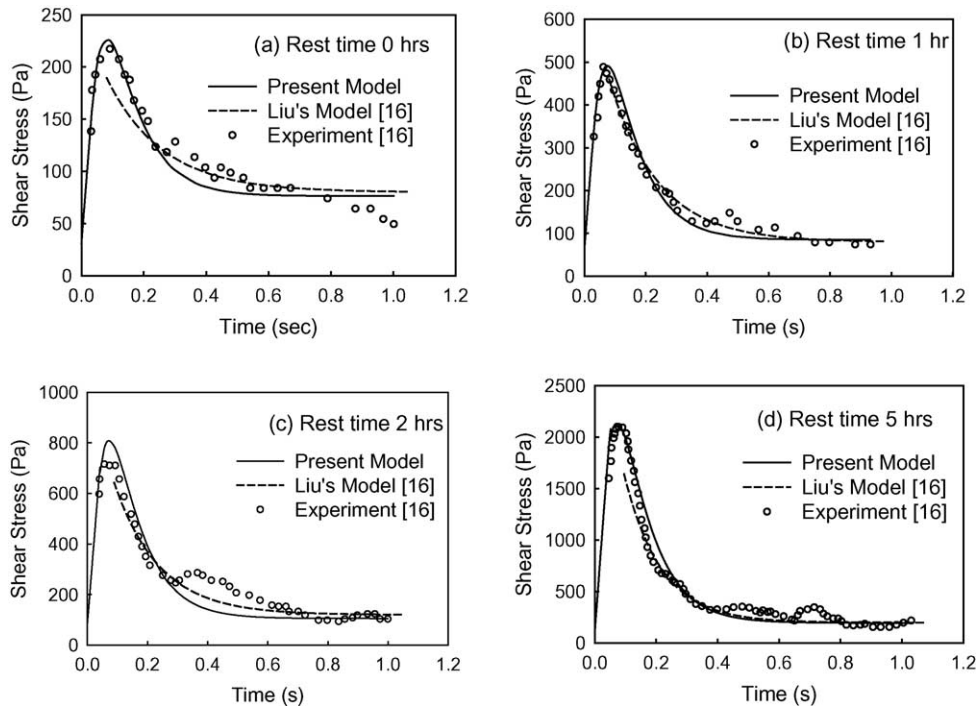 (a) Rest time 0 hrs
Present Model
Liu's Model [16]
Experiment [16]
Shear Stress (Pa)
250
200
150
100
50
0
0.0 0.2 0.4 0.6 0.8 1.0 1.2
Time (sec)
(b) Rest time 1 hr
Present Model
Liu's Model [16]
Experiment [16]
Shear Stress (Pa)
600
500
400
300
200
100
0
0.0 0.2 0.4 0.6 0.8 1.0 1.2
Time (s)
(c) Rest time 2 hrs
Present Model
Liu's Model [16]
Experiment [16]
Shear Stress (Pa)
1000
800
600
400
200
0
0.0 0.2 0.4 0.6 0.8 1.0 1.2
Time (s)
(d) Rest time 5 hrs
Present Model
Liu's Model [16]
Experiment [16]
Shear Stress (Pa)
2500
2000
1500
1000
500
0
0.0 0.2 0.4 0.6 0.8 1.0 1.2
Time (s)